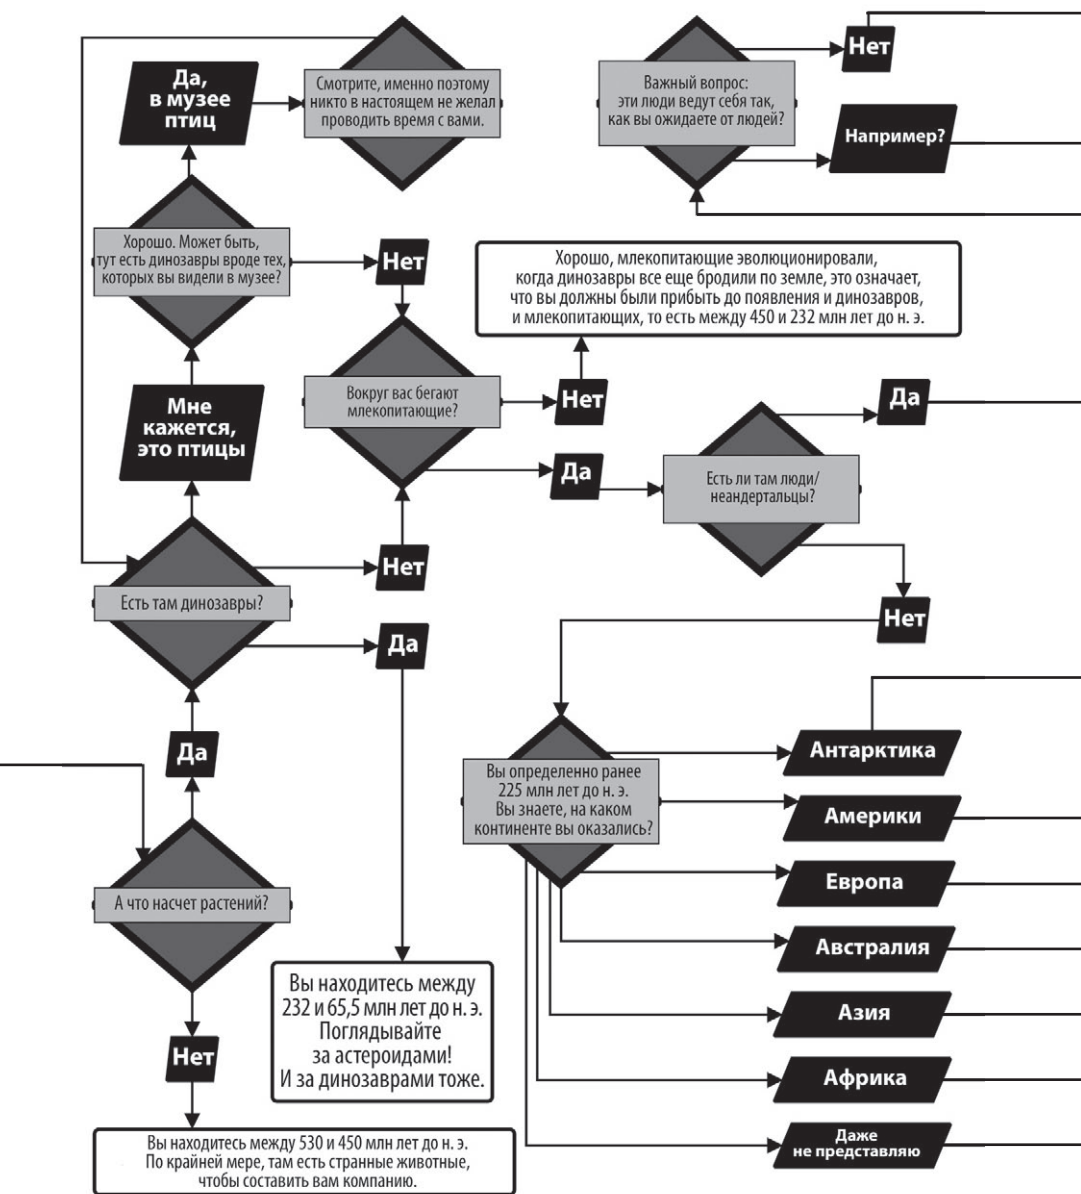 Да,
в музее
птиц
Смотрите, именно поэтому
никто в настоящем не желал
проводить время с вами.
Важный вопрос:
эти люди ведут себя так,
как вы ожидаете от людей?
Нет
Например?
Хорошо. Может быть,
тут есть динозавры вроде тех,
которых вы видели в музее?
Нет
Хорошо, млекопитающие эволюционировали,
когда динозавры все еще бродили по земле, это означает,
что вы должны были прибыть до появления и динозавров,
и млекопитающих, то есть между 450 и 232 млн лет до н. э.
Мне
кажется,
это птицы
Вокруг вас бегают
млекопитающие?
Нет
Да
Да
Есть ли там люди/
неандертальцы?
Нет
Есть там динозавры?
Нет
Да
Да
Вы определенно ранее
225 млн лет до н. э.
Вы знаете, на каком
континенте вы оказались?
Антарктика
Америки
Европа
Австралия
Азия
Африка
Даже
не представляю
А что насчет растений?
Вы находитесь между
232 и 65,5 млн лет до н. э.
Поглядывайте
за астероидами!
И за динозаврами тоже.
Нет
Вы находитесь между 530 и 450 млн лет до н. э.
По крайней мере, там есть странные животные,
чтобы составить вам компанию.